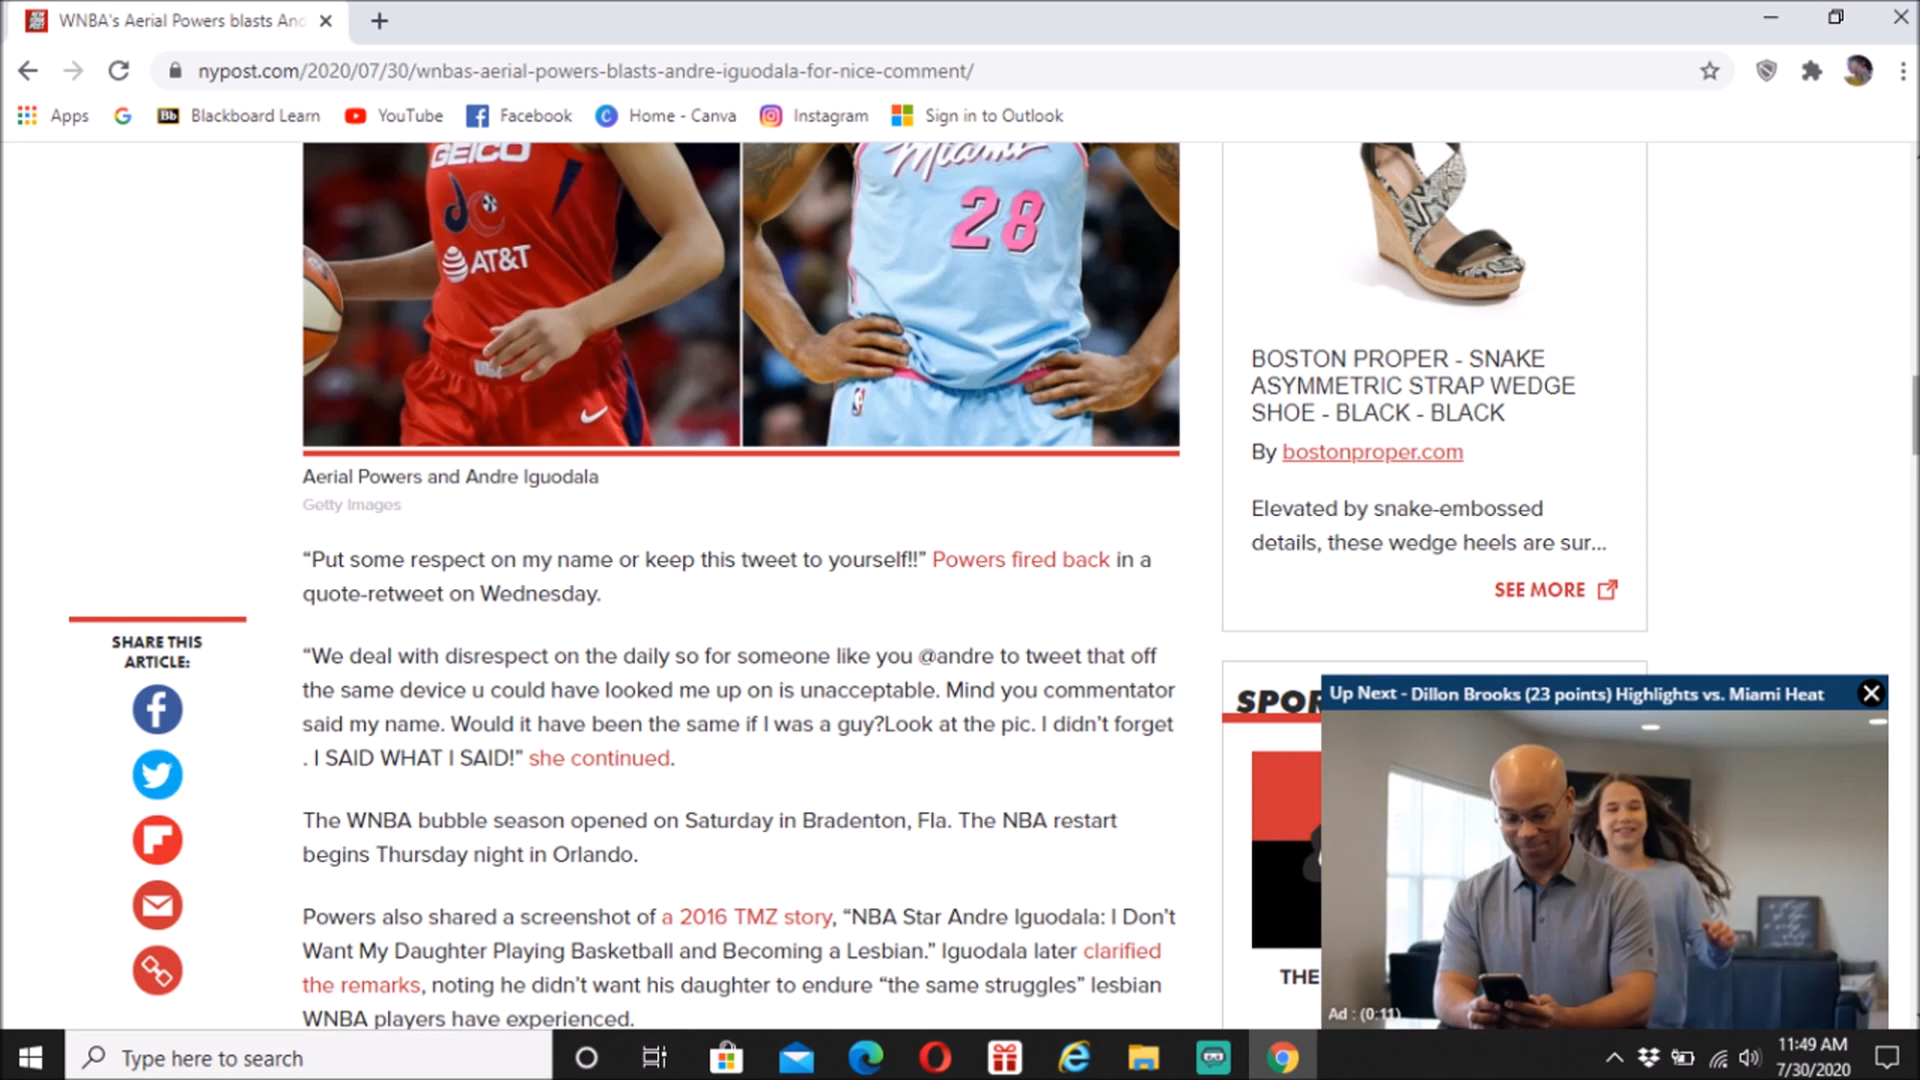 WNBA's Aerial Powers blasts And
nypost.com/2020/07/30/wnbas-aerial-powers-blasts-andre-iguodala-for-nice-comment/
Apps
Bb Blackboard Learn
YouTube
Facebook
Home - Canva
Instagram
Sign in to Outlook
GEICO
AT&T
Miami
28
Aerial Powers and Andre Iguodala
Getty Images
“Put some respect on my name or keep this tweet to yourself!!” Powers fired back in a
quote-retweet on Wednesday.
“We deal with disrespect on the daily so for someone like you @andre to tweet that off
the same device u could have looked me up on is unacceptable. Mind you commentator
said my name. Would it have been the same if I was a guy?Look at the pic. I didn’t forget
. I SAID WHAT I SAID!” she continued.
The WNBA bubble season opened on Saturday in Bradenton, Fla. The NBA restart
begins Thursday night in Orlando.
Powers also shared a screenshot of a 2016 TMZ story, “NBA Star Andre Iguodala: I Don’t
Want My Daughter Playing Basketball and Becoming a Lesbian.” Iguodala later clarified
the remarks, noting he didn’t want his daughter to endure “the same struggles” lesbian
WNBA players have experienced.
SHARE THIS
ARTICLE:
BOSTON PROPER - SNAKE
ASYMMETRIC STRAP WEDGE
SHOE - BLACK - BLACK
By bostonproper.com
Elevated by snake-embossed
details, these wedge heels are sur...
SEE MORE
SPOR
THE
Up Next - Dillon Brooks (23 points) Highlights vs. Miami Heat
Ad : (0:11)
Type here to search
11:49 AM
7/30/2020